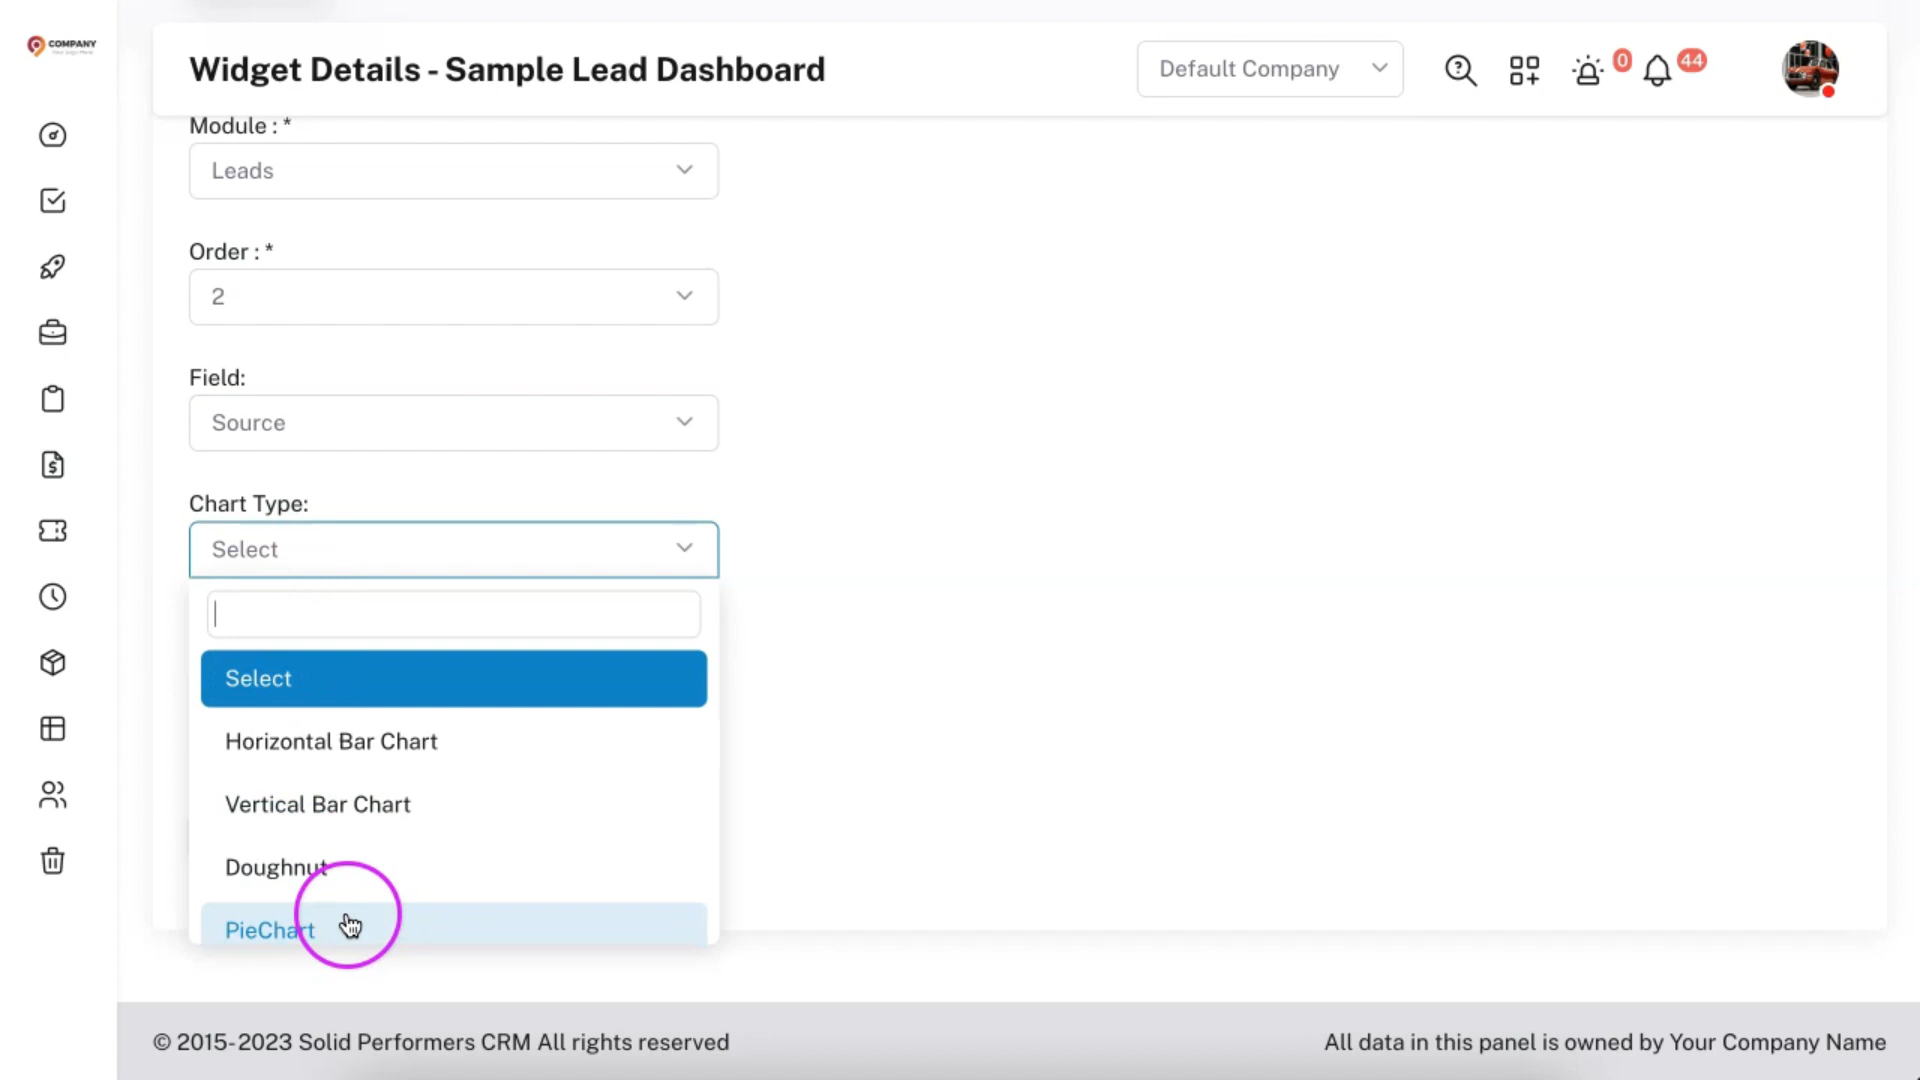 COMPANY
Widget Details - Sample Lead Dashboard
Default Company
0
44
Module : *
Leads
Order : *
2
Field:
Source
Chart Type:
Select
Select
Horizontal Bar Chart
Vertical Bar Chart
Doughnut
PieChart
© 2015-2023 Solid Performers CRM All rights reserved
All data in this panel is owned by Your Company Name